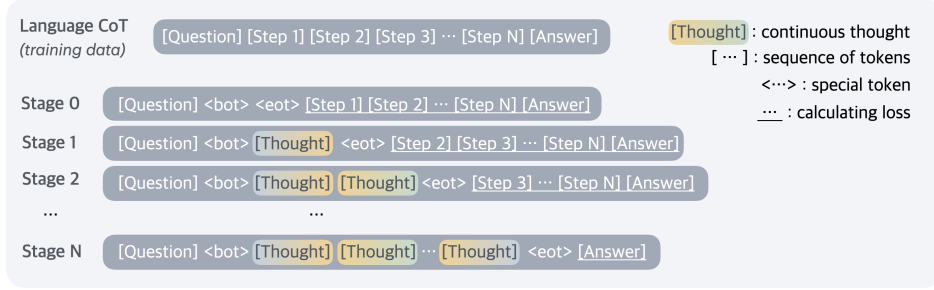 Language CoT
(training data)
[Question] [Step 1] [Step 2] [Step 3] ··· [Step N] [Answer]
[Thought] : continuous thought
[ ··· ] : sequence of tokens
<···> : special token
··· : calculating loss
Stage 0 [Question] <bot> <eot> [Step 1] [Step 2] ··· [Step N] [Answer]
Stage 1 [Question] <bot> [Thought] <eot> [Step 2] [Step 3] ··· [Step N] [Answer]
Stage 2 [Question] <bot> [Thought] [Thought] <eot> [Step 3] ··· [Step N] [Answer]
... ...
Stage N [Question] <bot> [Thought] [Thought] ··· [Thought] <eot> [Answer]